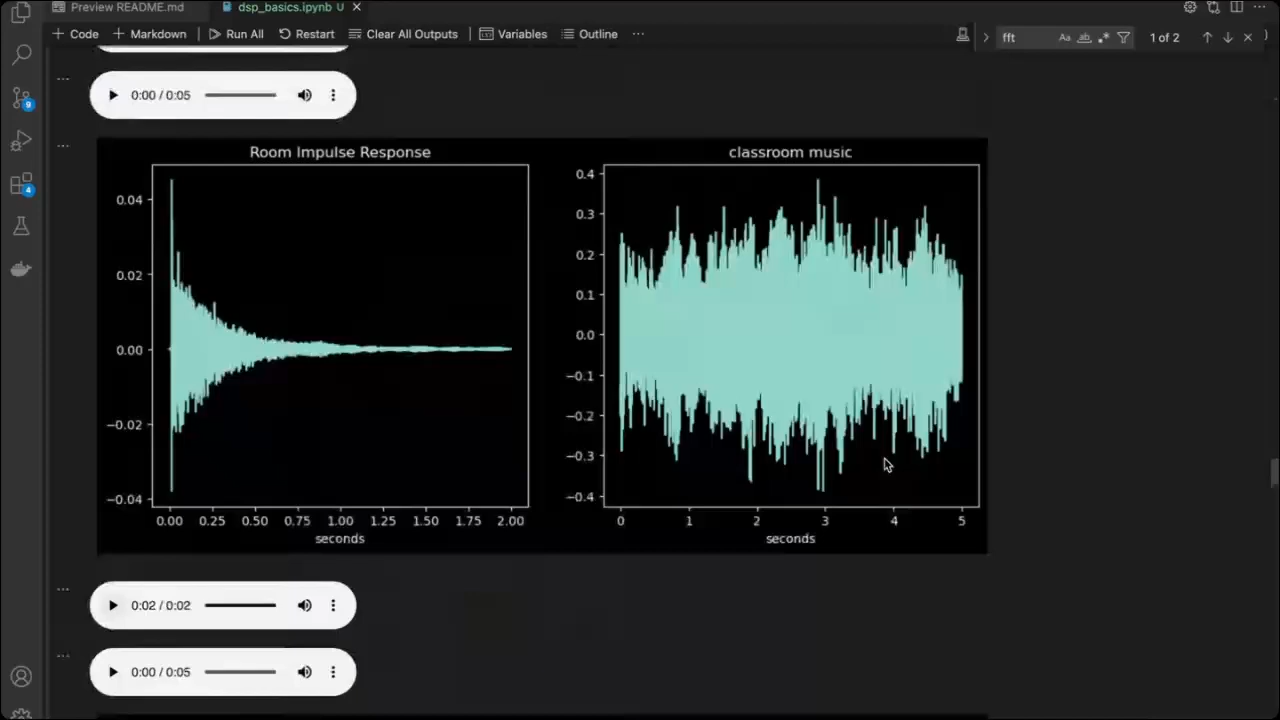 Preview README.md
dsp_basics.ipynb U
Code
Markdown
Run All
Restart
Clear All Outputs
Variables
Outline
fft
Aa
ab
1 of 2
9
4
0:00 / 0:05
Room Impulse Response
classroom music
0.04
0.02
0.00
−0.02
−0.04
0.00 0.25 0.50 0.75 1.00 1.25 1.50 1.75 2.00
seconds
0.4
0.3
0.2
0.1
0.0
−0.1
−0.2
−0.3
−0.4
0 1 2 3 4 5
seconds
0:02 / 0:02
0:00 / 0:05